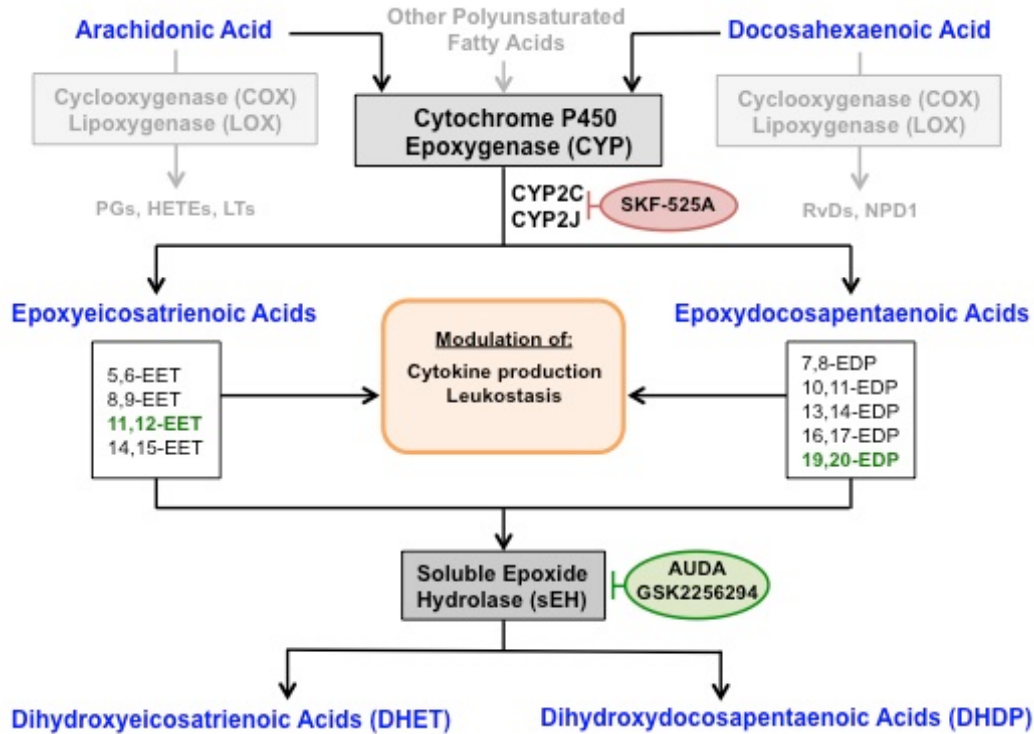 Arachidonic Acid
Other Polyunsaturated
Fatty Acids
Docosahexaenoic Acid
Cyclooxygenase (COX)
Lipoxygenase (LOX)
Cytochrome P450
Epoxygenase (CYP)
Cyclooxygenase (COX)
Lipoxygenase (LOX)
PGs, HETEs, LTs
CYP2C
CYP2J
SKF-525A
RvDs, NPD1
Epoxyeicosatrienoic Acids
Epoxydocosapentaenoic Acids
5,6-EET
8,9-EET
11,12-EET
14,15-EET
Modulation of:
Cytokine production
Leukostasis
7,8-EDP
10,11-EDP
13,14-EDP
16,17-EDP
19,20-EDP
Soluble Epoxide
Hydrolase (sEH)
AUDA
GSK2256294
Dihydroxyeicosatrienoic Acids (DHET)
Dihydroxydocosapentaenoic Acids (DHDP)